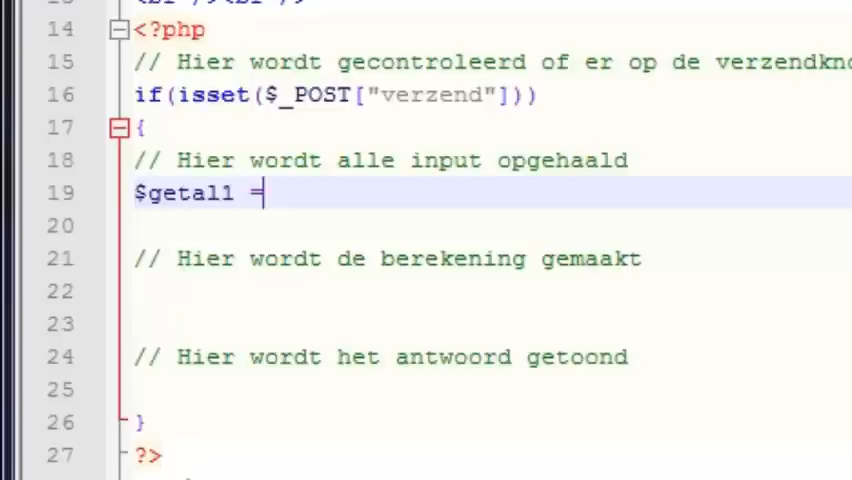 14 <?php
15 // Hier wordt gecontroleerd of er op de
16 if(isset($_POST["verzend"]))
17 {
18 // Hier wordt alle input opgehaald
19 $getal1 =
20
21 // Hier wordt de berekening gemaakt
22
23
24 // Hier wordt het antwoord getoond
25
26 }
27 ?>